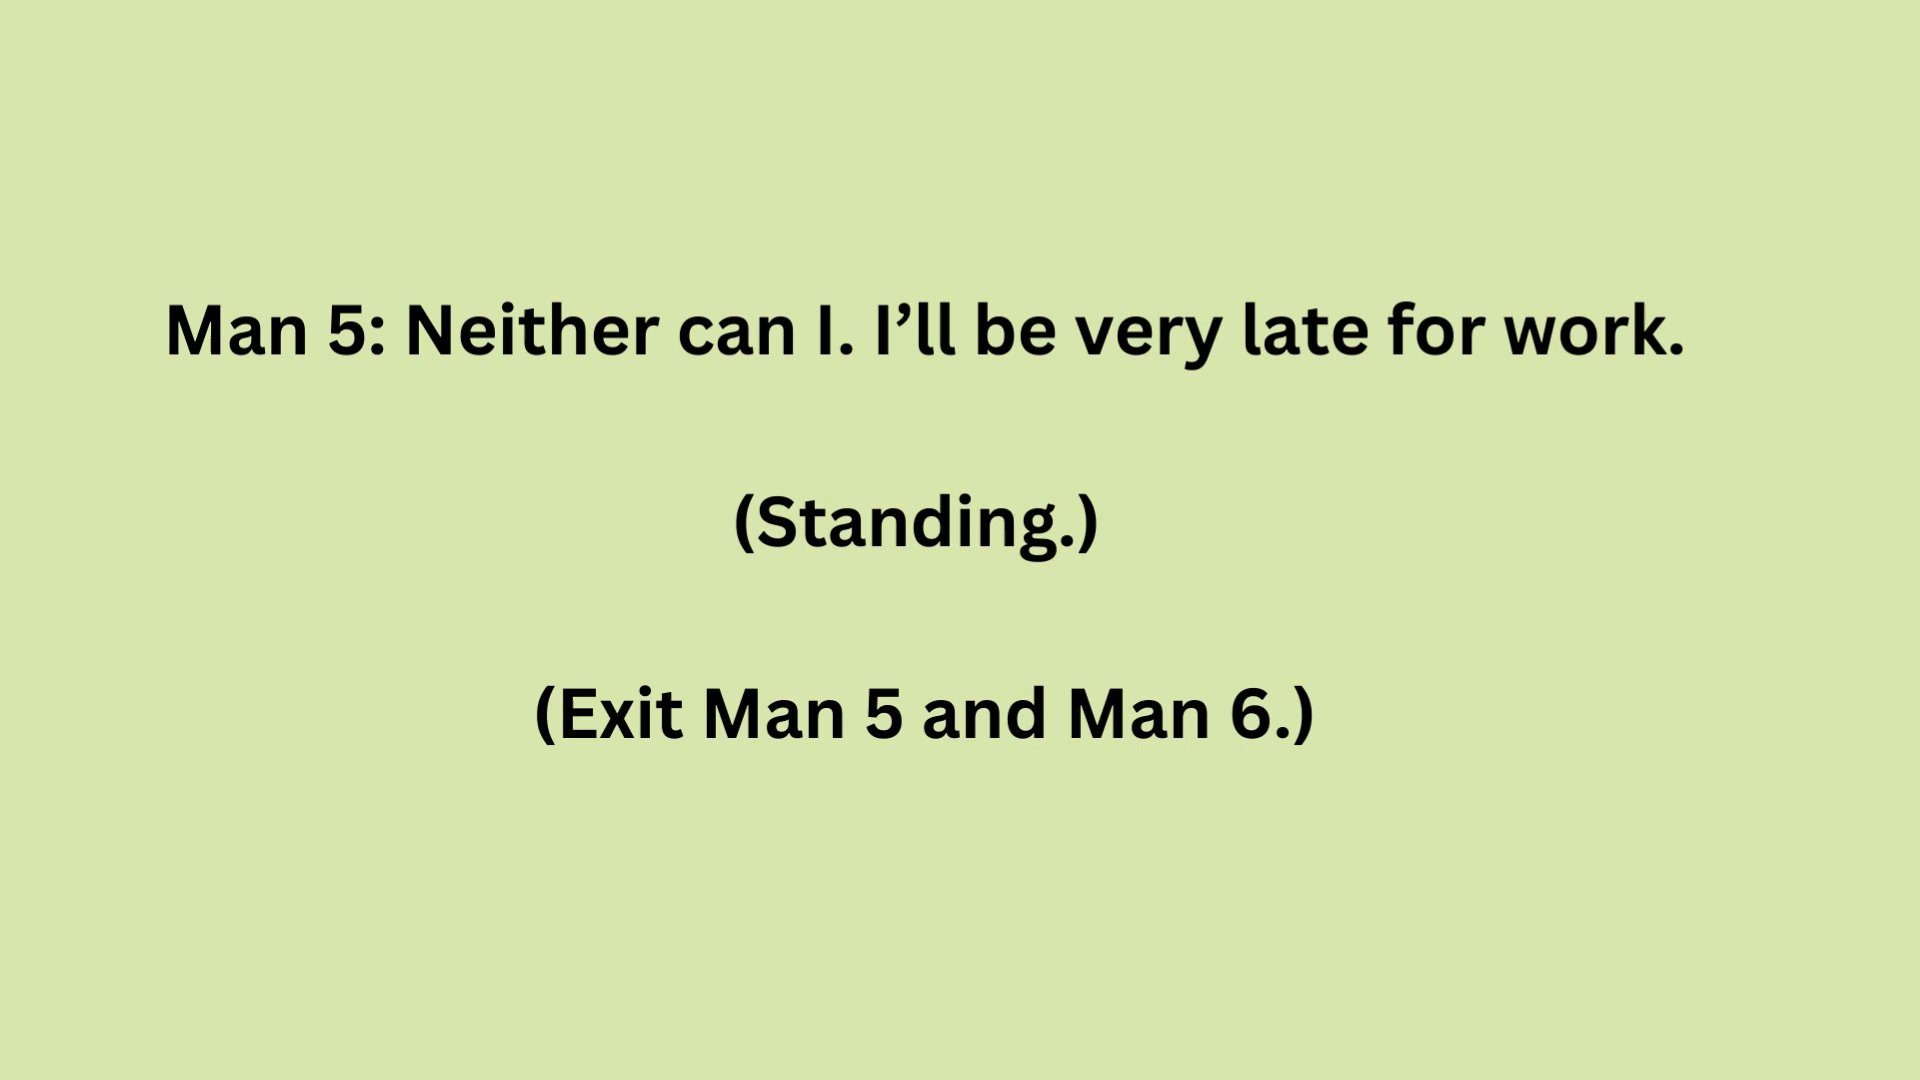 Man 5: Neither can I. I’ll be very late for work.
(Standing.)
(Exit Man 5 and Man 6.)